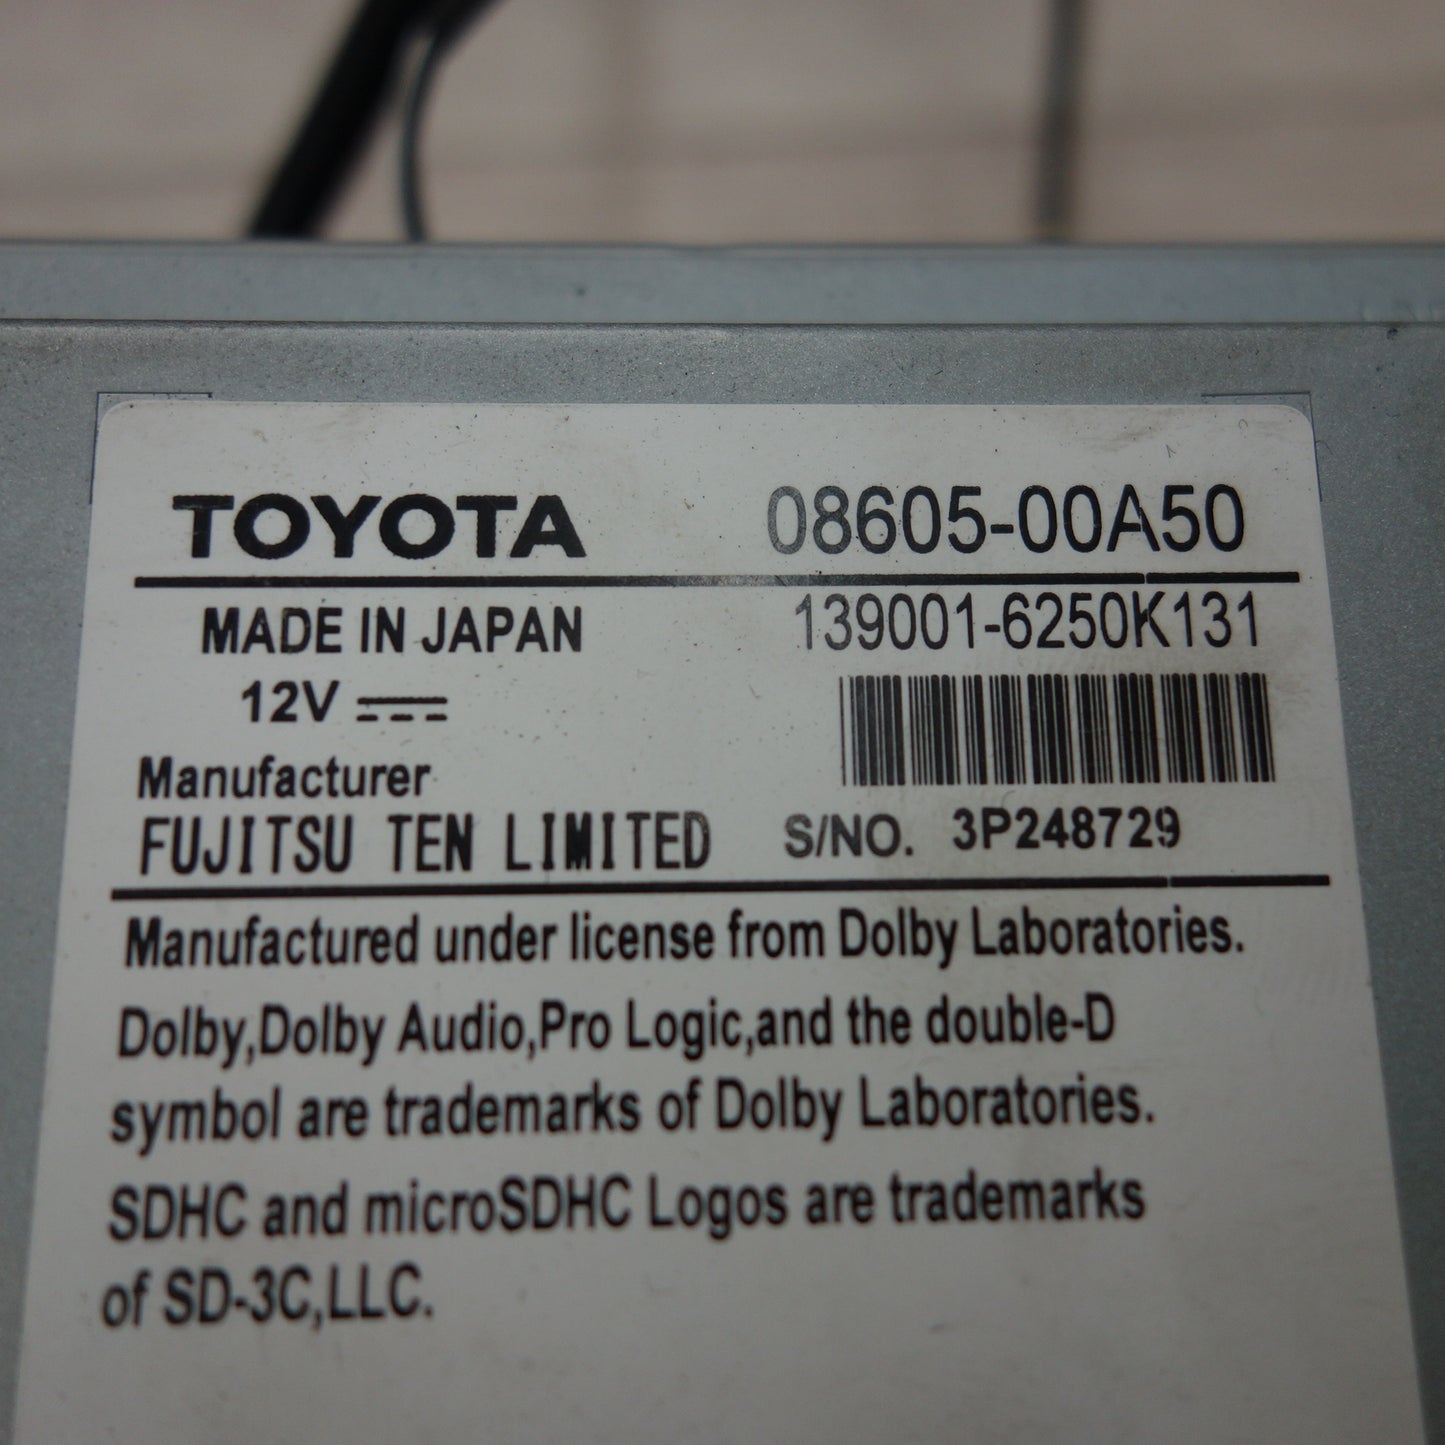 TOYOTA 08605-00A50
MADE IN JAPAN 139001-6250K131
12V
Manufacturer
FUJITSU TEN LIMITED S/NO. 3P248729
Manufactured under license from Dolby Laboratories.
Dolby,Dolby Audio,Pro Logic,and the double-D
symbol are trademarks of Dolby Laboratories.
SDHC and microSDHC Logos are trademarks
of SD-3C,LLC.